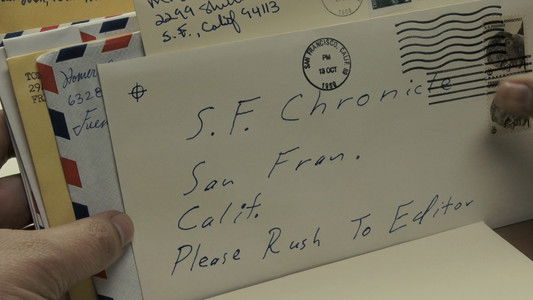 2299
S.F., Calif 94113
Homer
6328
SAN FRANCISCO, CALIF
PM
13 OCT
1969
S.F. Chronicle
San Fran.
Calif.
Please Rush To Editor